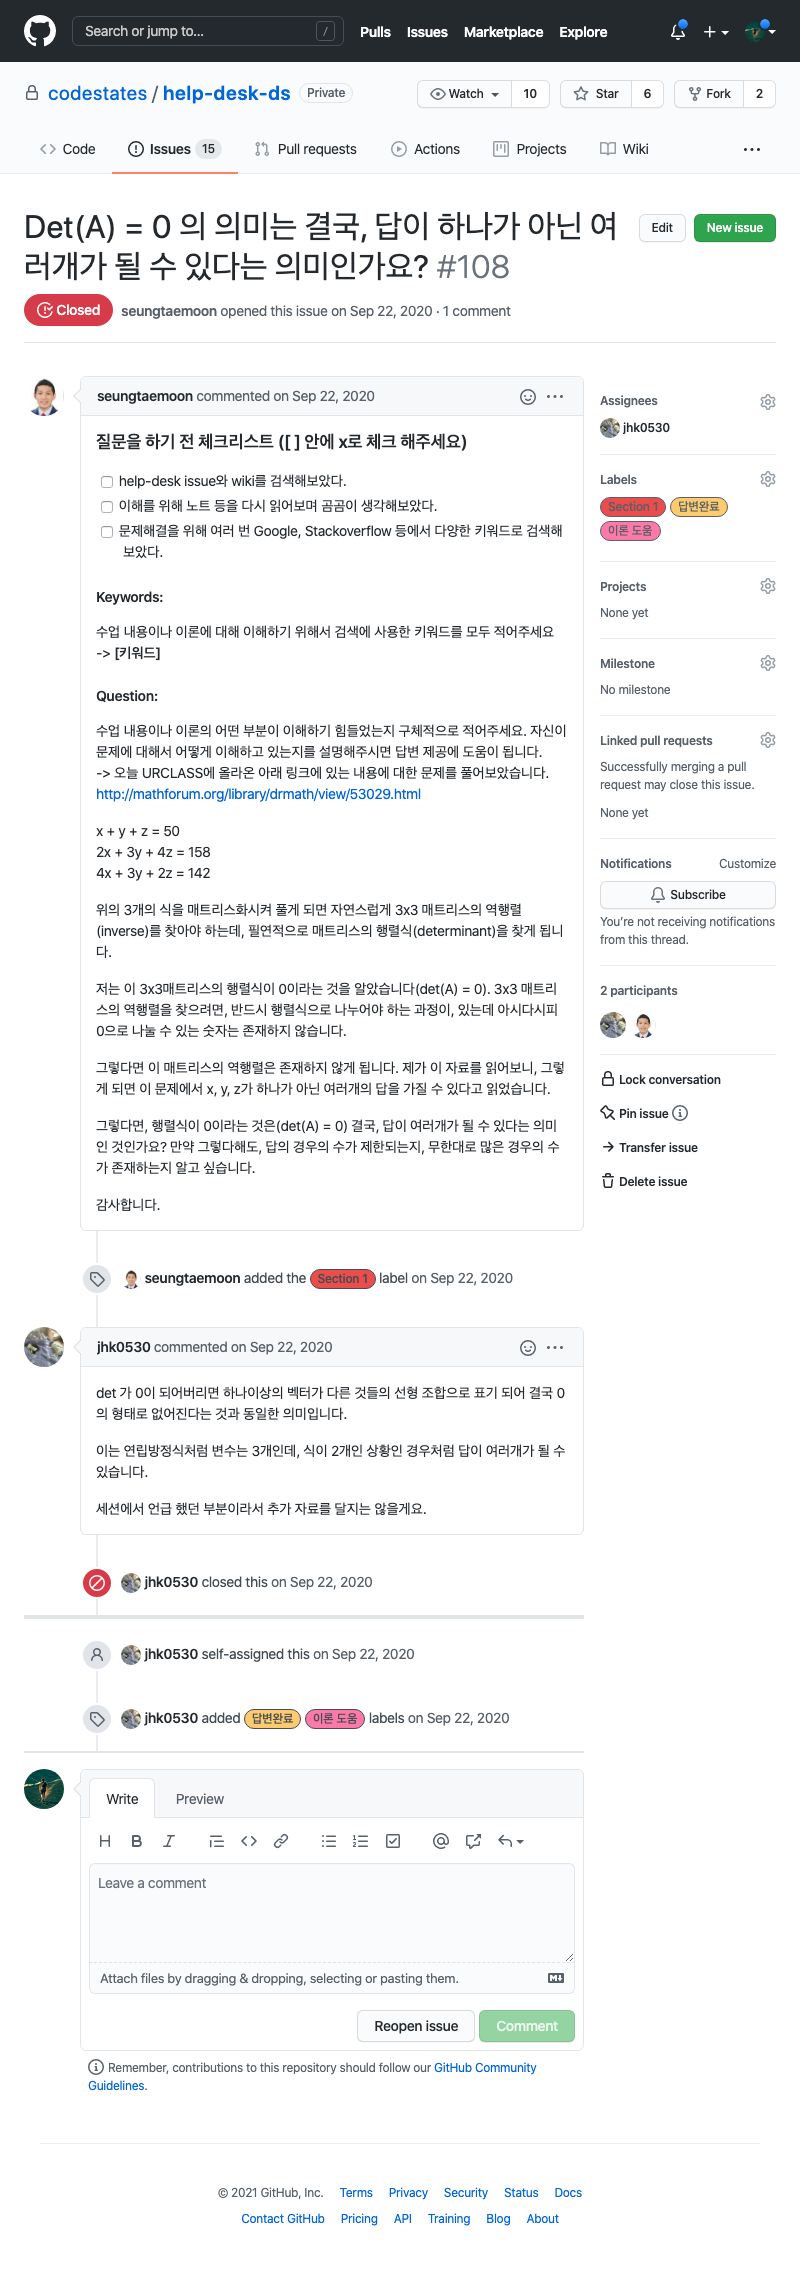 Search or jump to... /
Pulls Issues Marketplace Explore
codestates / help-desk-ds Private
Watch 10 Star 6 Fork 2
Code Issues 15 Pull requests Actions Projects Wiki
Det(A) = 0 의 의미는 결국, 답이 하나가 아닌 여
러개가 될 수 있다는 의미인가요? #108
Edit New issue
Closed seungtaemoon opened this issue on Sep 22, 2020 · 1 comment
seungtaemoon commented on Sep 22, 2020
질문을 하기 전 체크리스트 ([ ] 안에 x로 체크 해주세요)
help-desk issue와 wiki를 검색해보았다.
이해를 위해 노트 등을 다시 읽어보며 곰곰이 생각해보았다.
문제해결을 위해 여러 번 Google, Stackoverflow 등에서 다양한 키워드로 검색해
보았다.
Keywords:
수업 내용이나 이론에 대해 이해하기 위해서 검색에 사용한 키워드를 모두 적어주세요
-> [키워드]
Question:
수업 내용이나 이론의 어떤 부분이 이해하기 힘들었는지 구체적으로 적어주세요. 자신이
문제에 대해서 어떻게 이해하고 있는지를 설명해주시면 답변 제공에 도움이 됩니다.
-> 오늘 URCLASS에 올라온 아래 링크에 있는 내용에 대한 문제를 풀어보았습니다.
http://mathforum.org/library/drmath/view/53029.html
x + y + z = 50
2x + 3y + 4z = 158
4x + 3y + 2z = 142
위의 3개의 식을 매트리스화시켜 풀게 되면 자연스럽게 3x3 매트리스의 역행렬
(inverse)를 찾아야 하는데, 필연적으로 매트리스의 행렬식(determinant)을 찾게 됩니
다.
저는 이 3x3매트리스의 행렬식이 0이라는 것을 알았습니다(det(A) = 0). 3x3 매트리
스의 역행렬을 찾으려면, 반드시 행렬식으로 나누어야 하는 과정이, 있는데 아시다시피
0으로 나눌 수 있는 숫자는 존재하지 않습니다.
그렇다면 이 매트리스의 역행렬은 존재하지 않게 됩니다. 제가 이 자료를 읽어보니, 그렇
게 되면 이 문제에서 x, y, z가 하나가 아닌 여러개의 답을 가질 수 있다고 읽었습니다.
그렇다면, 행렬식이 0이라는 것은(det(A) = 0) 결국, 답이 여러개가 될 수 있다는 의미
인 것인가요? 만약 그렇다해도, 답의 경우의 수가 제한되는지, 무한대로 많은 경우의 수
가 존재하는지 알고 싶습니다.
감사합니다.
Assignees
jhk0530
Labels
Section 1 답변완료
이론 도움
Projects
None yet
Milestone
No milestone
Linked pull requests
Successfully merging a pull
request may close this issue.
None yet
Notifications Customize
Subscribe
You're not receiving notifications
from this thread.
2 participants
Lock conversation
Pin issue
Transfer issue
Delete issue
seungtaemoon added the Section 1 label on Sep 22, 2020
jhk0530 commented on Sep 22, 2020
det 가 0이 되어버리면 하나이상의 벡터가 다른 것들의 선형 조합으로 표기 되어 결국 0
의 형태로 없어진다는 것과 동일한 의미입니다.
이는 연립방정식처럼 변수는 3개인데, 식이 2개인 상황인 경우처럼 답이 여러개가 될 수
있습니다.
세션에서 언급 했던 부분이라서 추가 자료를 달지는 않을게요.
jhk0530 closed this on Sep 22, 2020
jhk0530 self-assigned this on Sep 22, 2020
jhk0530 added 답변완료 이론 도움 labels on Sep 22, 2020
Write Preview
Leave a comment
Attach files by dragging & dropping, selecting or pasting them.
Reopen issue Comment
Remember, contributions to this repository should follow our GitHub Community
Guidelines.
© 2021 GitHub, Inc. Terms Privacy Security Status Docs
Contact GitHub Pricing API Training Blog About